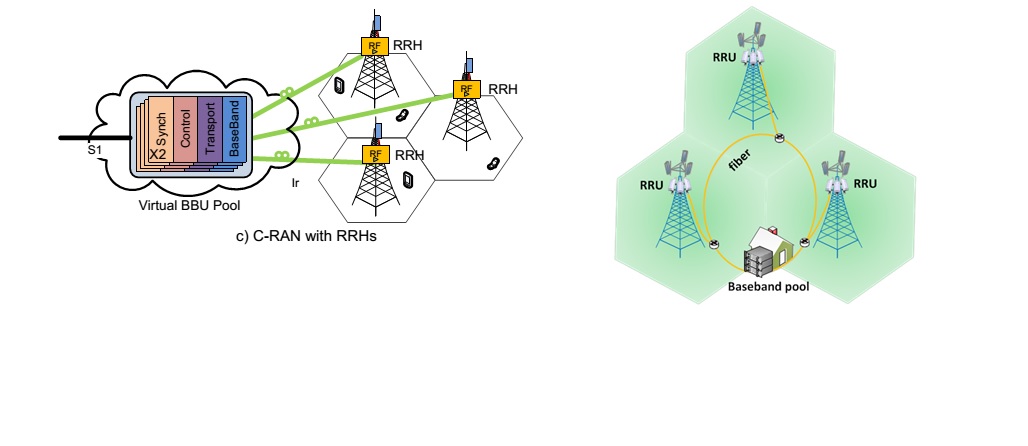 RF
RRH
RF
RRH
RF
RRH
Synch
Control
Transport
BaseBand
X2
S1
Ir
Virtual BBU Pool
c) C-RAN with RRHs
RRU
fiber
RRU
RRU
Baseband pool